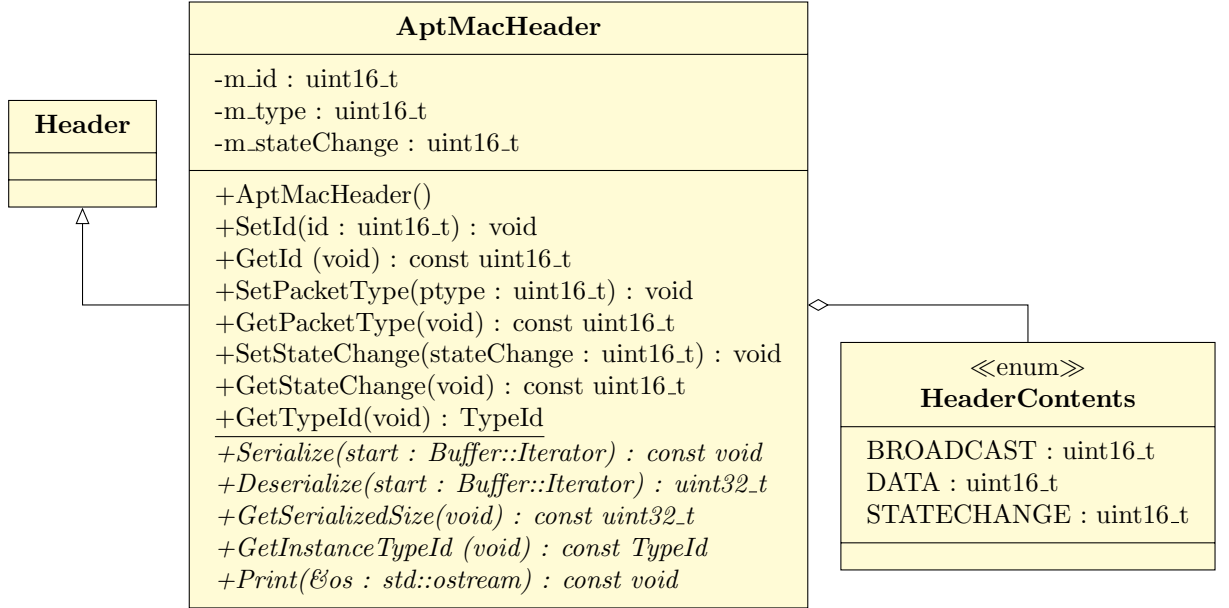 AptMacHeader
-m_id : uint16_t
-m_type : uint16_t
-m_stateChange : uint16_t
+AptMacHeader()
+SetId(id : uint16_t) : void
+GetId (void) : const uint16_t
+SetPacketType(ptype : uint16_t) : void
+GetPacketType(void) : const uint16_t
+SetStateChange(stateChange : uint16_t) : void
+GetStateChange(void) : const uint16_t
+GetTypeId(void) : TypeId
+Serialize(start : Buffer::Iterator) : const void
+Deserialize(start : Buffer::Iterator) : uint32_t
+GetSerializedSize(void) : const uint32_t
+GetInstanceTypeId (void) : const TypeId
+Print(&os : std::ostream) : const void
Header
≪enum≫
HeaderContents
BROADCAST : uint16_t
DATA : uint16_t
STATECHANGE : uint16_t